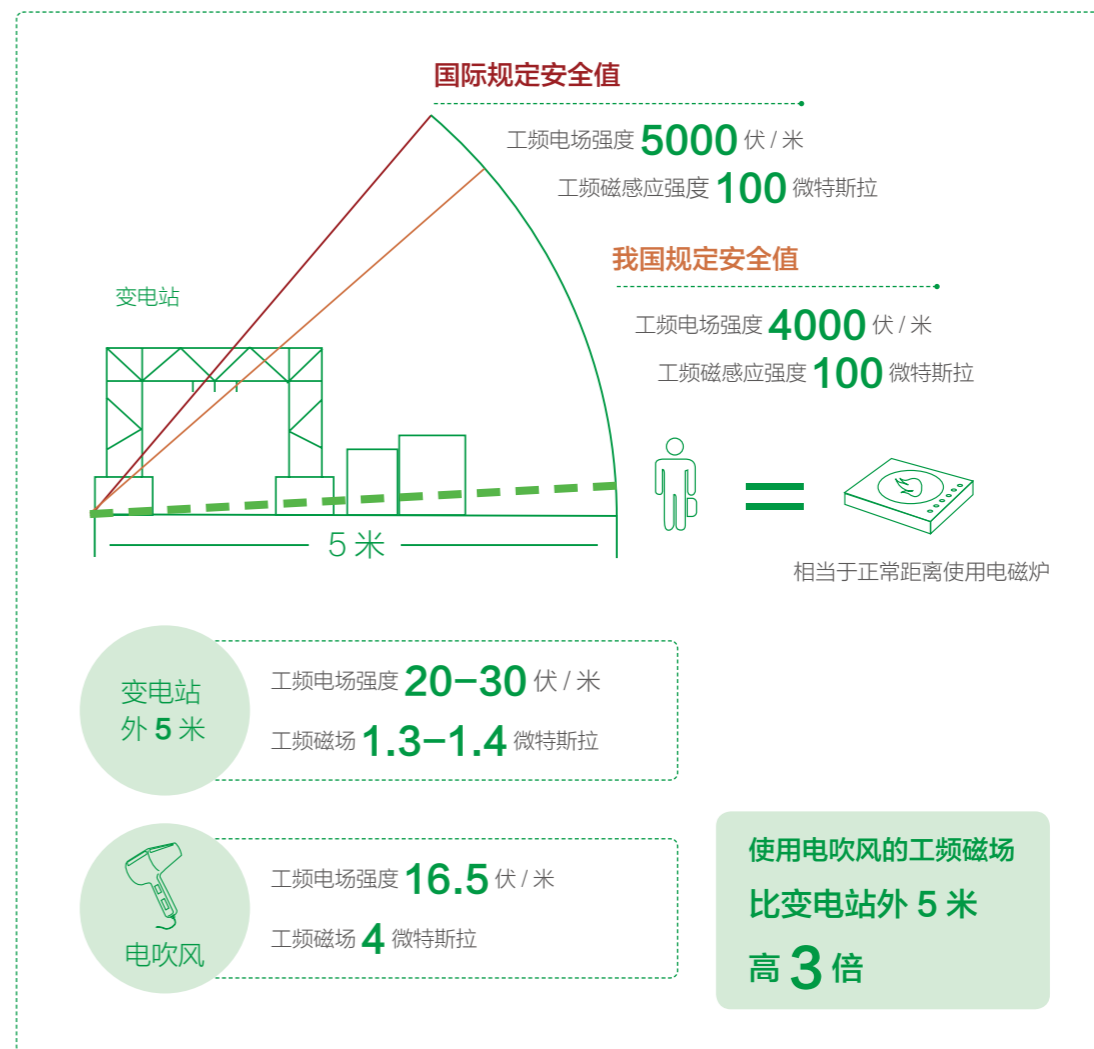 国际规定安全值
工频电场强度 5000 伏 / 米
工频磁感应强度 100 微特斯拉
我国规定安全值
工频电场强度 4000 伏 / 米
工频磁感应强度 100 微特斯拉
变电站
5 米
相当于正常距离使用电磁炉
变电站
外 5 米
工频电场强度 20–30 伏 / 米
工频磁场 1.3–1.4 微特斯拉
电吹风
工频电场强度 16.5 伏 / 米
工频磁场 4 微特斯拉
使用电吹风的工频磁场
比变电站外 5 米
高 3 倍